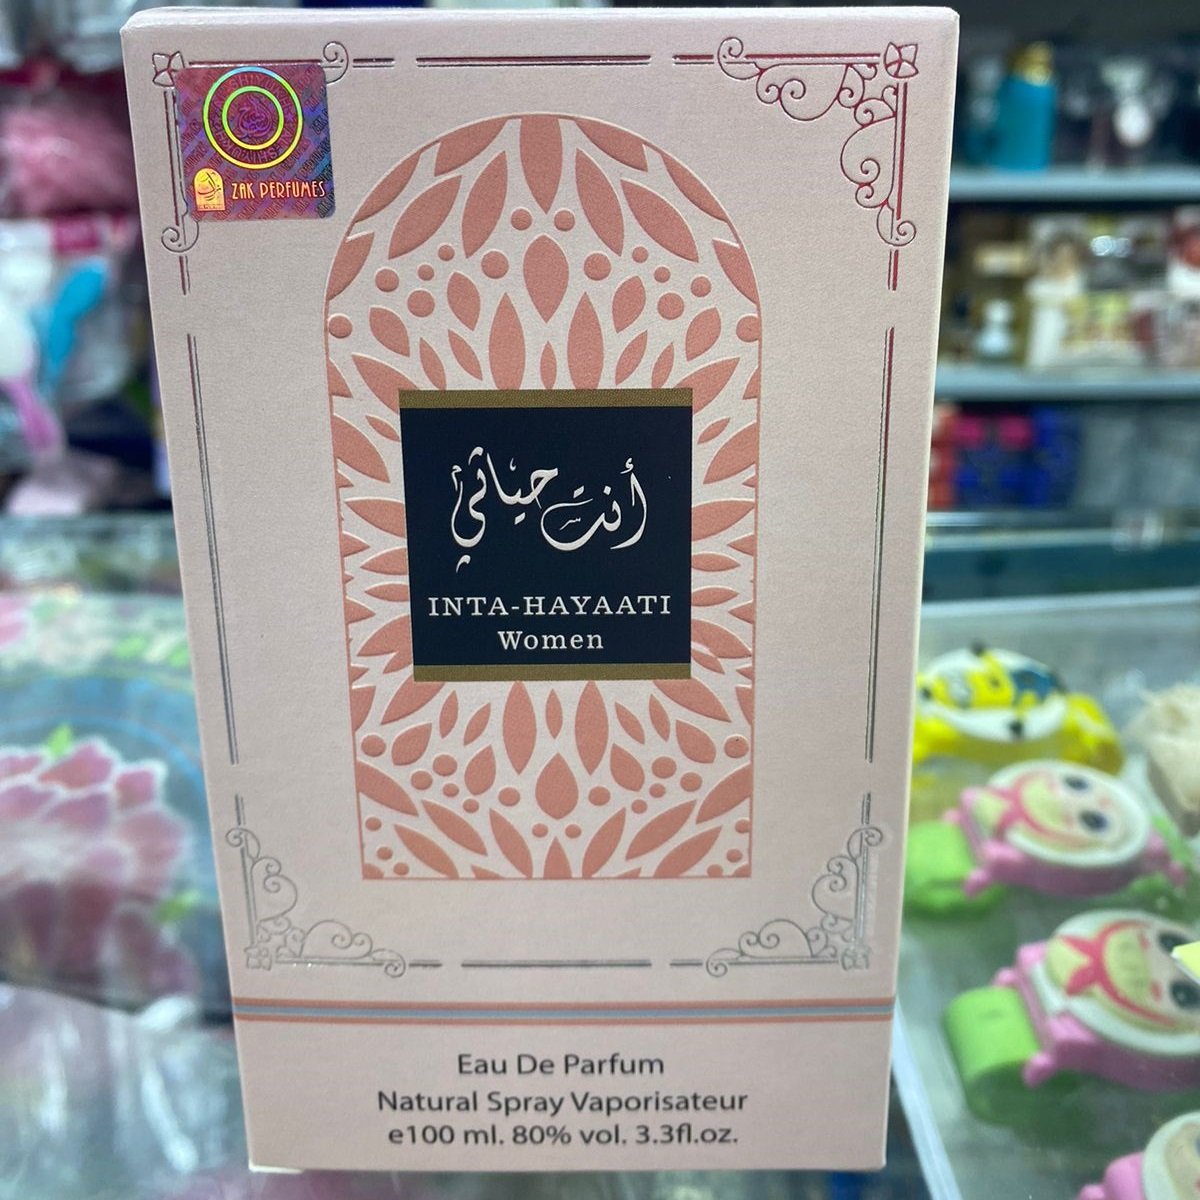 ZAK PERFUMES
أنت حياتي
INTA-HAYAATI
Women
Eau De Parfum
Natural Spray Vaporisateur
e100 ml. 80% vol. 3.3fl.oz.